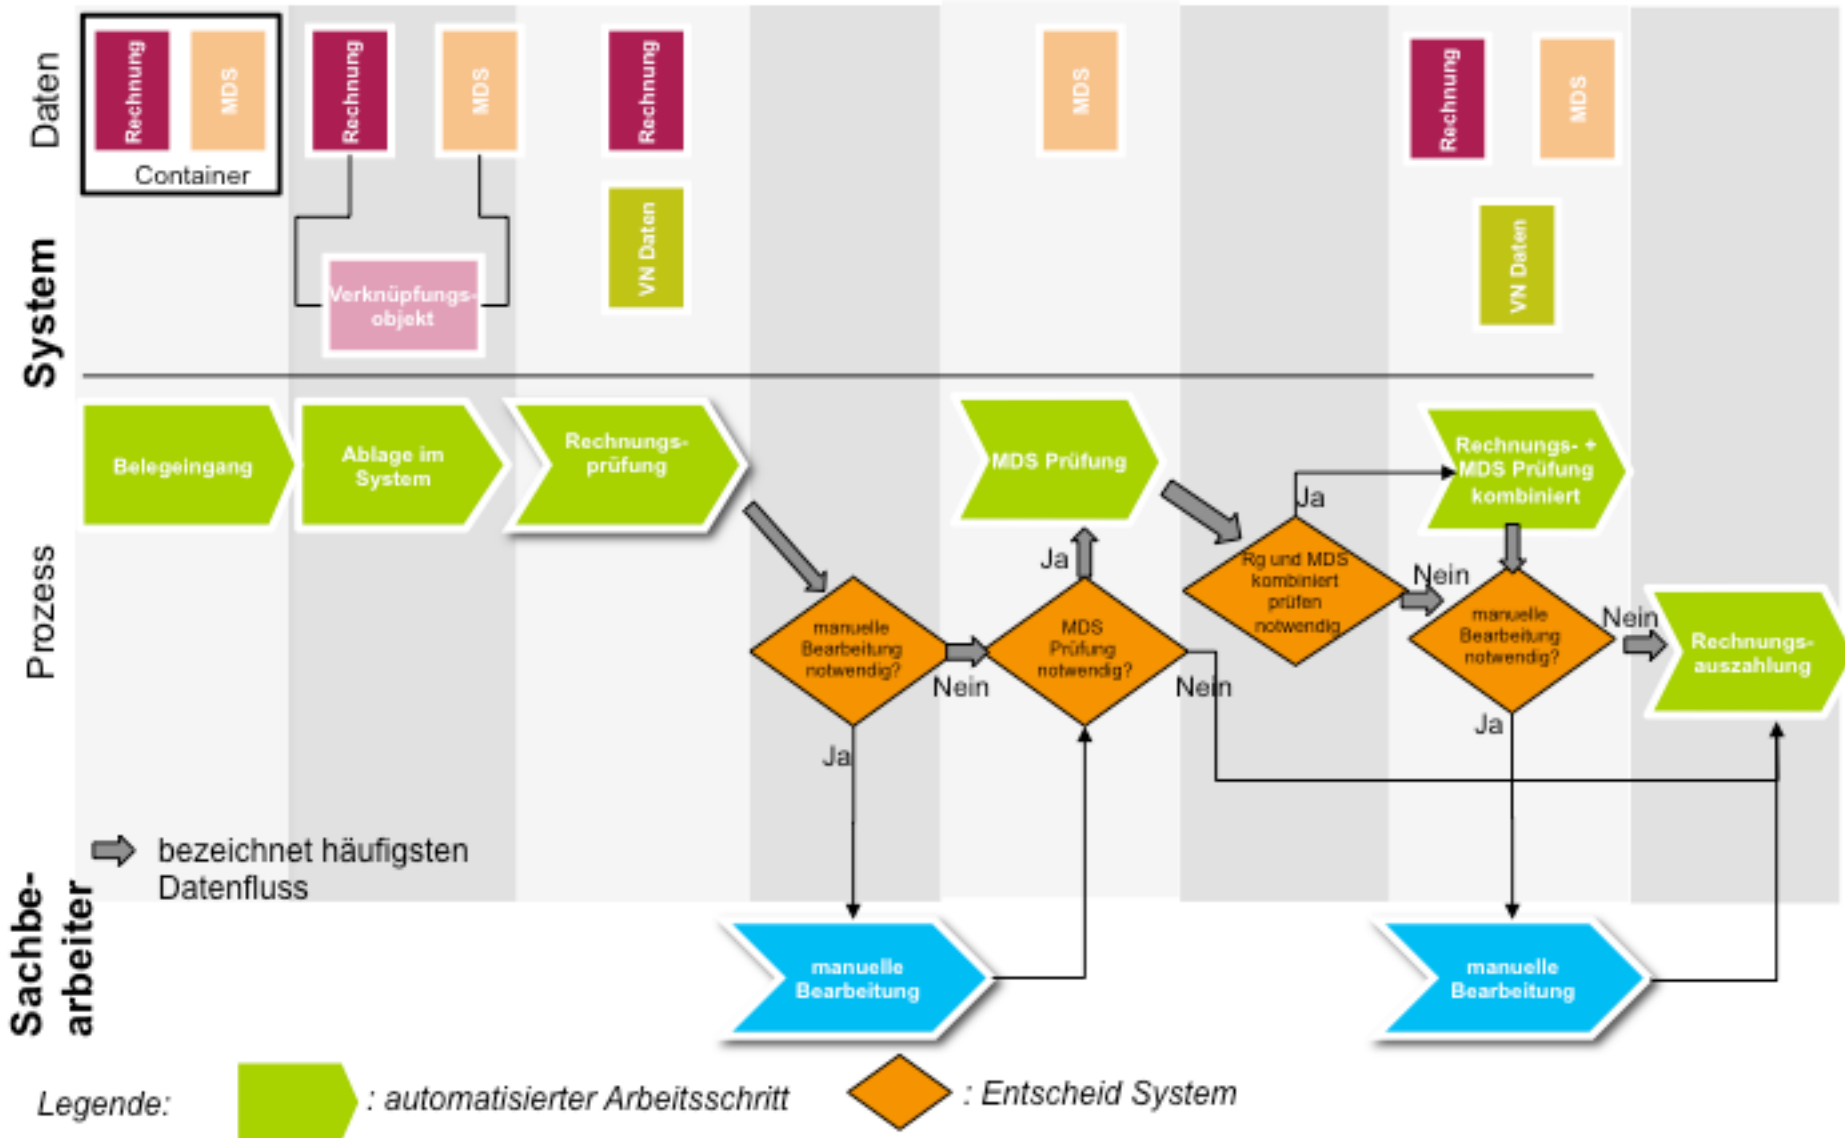 Daten
Rechnung
MDS
Container
Rechnung
MDS
Verknüpfungs-
objekt
Rechnung
VN Daten
MDS
Rechnung
MDS
VN Daten
System
Prozess
Belegeingang
Ablage im
System
Rechnungs-
prüfung
manuelle
Bearbeitung
notwendig?
Nein
Ja
MDS
Prüfung
notwendig?
Ja
Nein
MDS Prüfung
Rg und MDS
kombiniert
prüfen
notwendig
Ja
Nein
Rechnungs- +
MDS Prüfung
kombiniert
manuelle
Bearbeitung
notwendig?
Nein
Ja
Rechnungs-
auszahlung
bezeichnet häufigsten
Datenfluss
Sachbe-
arbeiter
manuelle
Bearbeitung
manuelle
Bearbeitung
Legende:
: automatisierter Arbeitsschritt
: Entscheid System